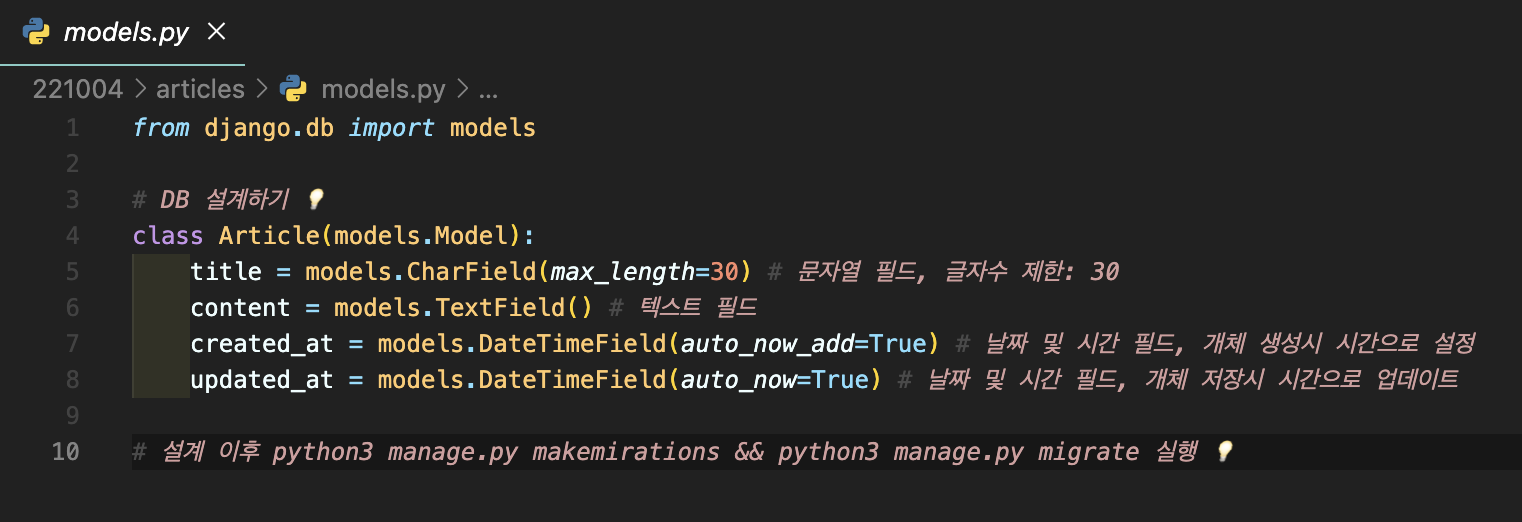 models.py
221004 > articles > models.py > ...
1 from django.db import models
2
3 # DB 설계하기 💡
4 class Article(models.Model):
5     title = models.CharField(max_length=30) # 문자열 필드, 글자수 제한: 30
6     content = models.TextField() # 텍스트 필드
7     created_at = models.DateTimeField(auto_now_add=True) # 날짜 및 시간 필드, 개체 생성시 시간으로 설정
8     updated_at = models.DateTimeField(auto_now=True) # 날짜 및 시간 필드, 개체 저장시 시간으로 업데이트
9
10 # 설계 이후 python3 manage.py makemirations && python3 manage.py migrate 실행 💡